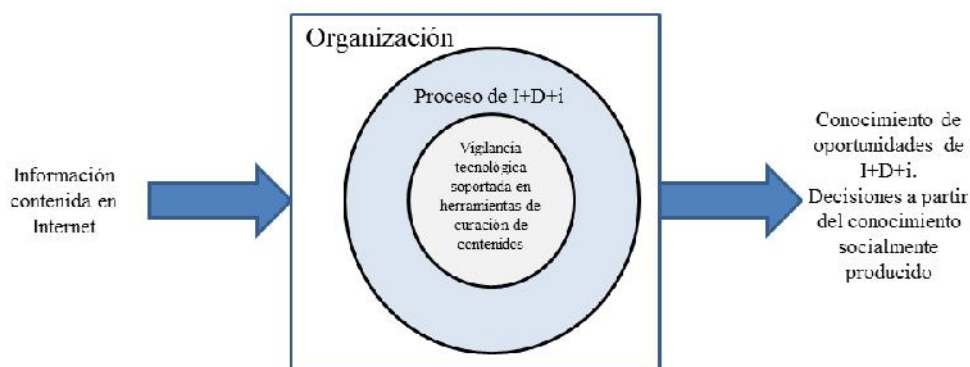 Organización
Proceso de I+D+i
Vigilancia
tecnológica
soportada en
herramientas de
curación de
contenidos
Información
contenida en
Internet
Conocimiento de
oportunidades de
I+D+i.
Decisiones a partir
del conocimiento
socialmente
producido